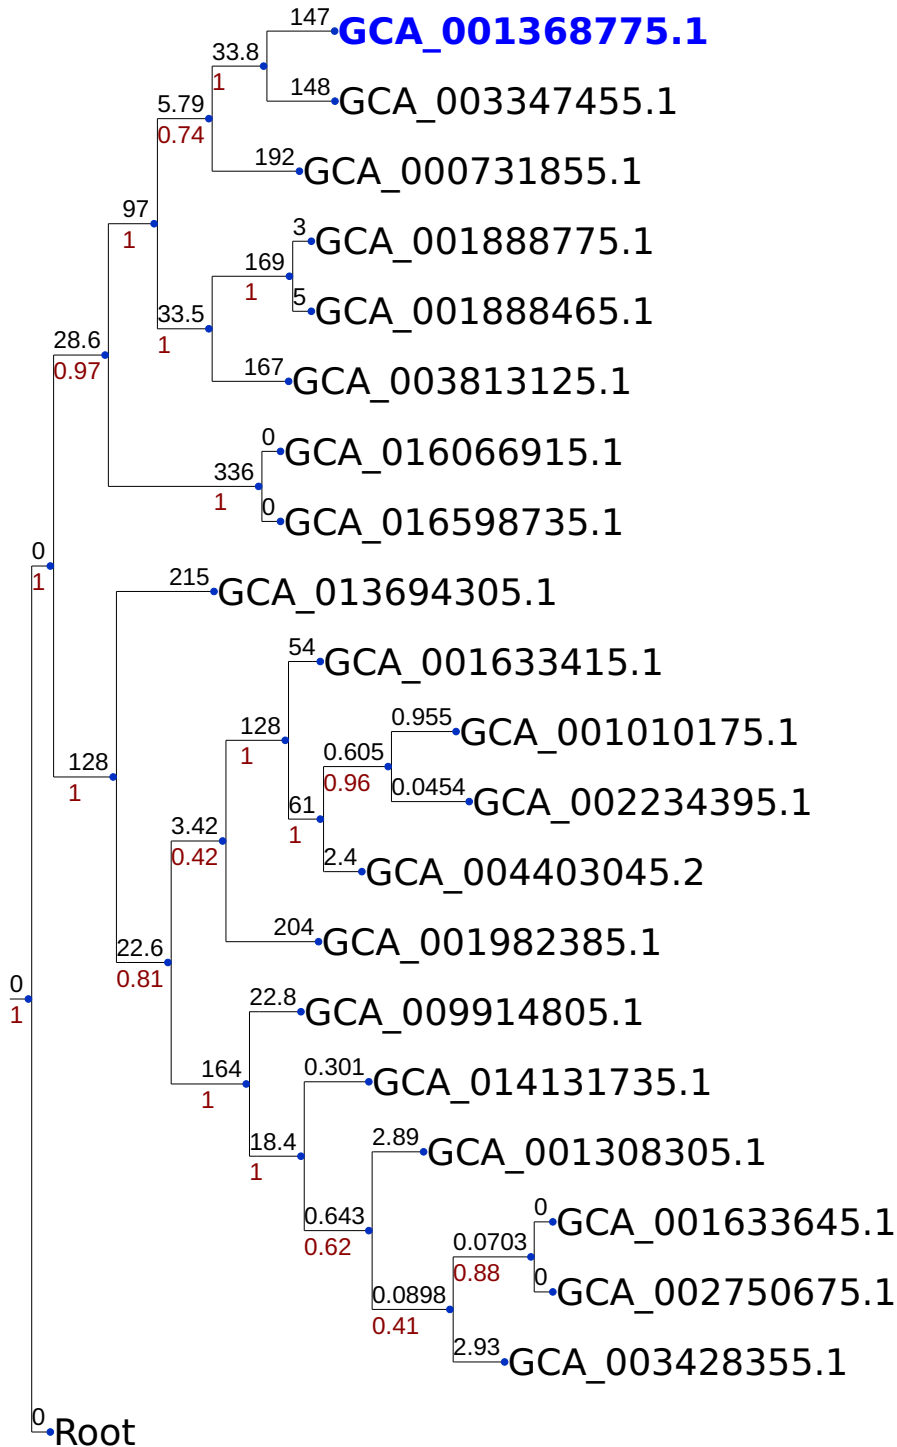 147
GCA_001368775.1
33.8
1
148
GCA_003347455.1
5.79
0.74
192
GCA_000731855.1
97
1
3
GCA_001888775.1
169
1
5
GCA_001888465.1
33.5
1
167
GCA_003813125.1
28.6
0.97
0
GCA_016066915.1
336
1
0
GCA_016598735.1
0
1
215
GCA_013694305.1
54
GCA_001633415.1
128
1
0.955
GCA_001010175.1
0.605
0.96
0.0454
GCA_002234395.1
61
1
2.4
GCA_004403045.2
128
1
3.42
0.42
204
GCA_001982385.1
22.6
0.81
0
1
22.8
GCA_009914805.1
164
1
0.301
GCA_014131735.1
18.4
1
2.89
GCA_001308305.1
0.643
0.62
0
GCA_001633645.1
0.0703
0.88
0
GCA_002750675.1
0.0898
0.41
2.93
GCA_003428355.1
0
Root